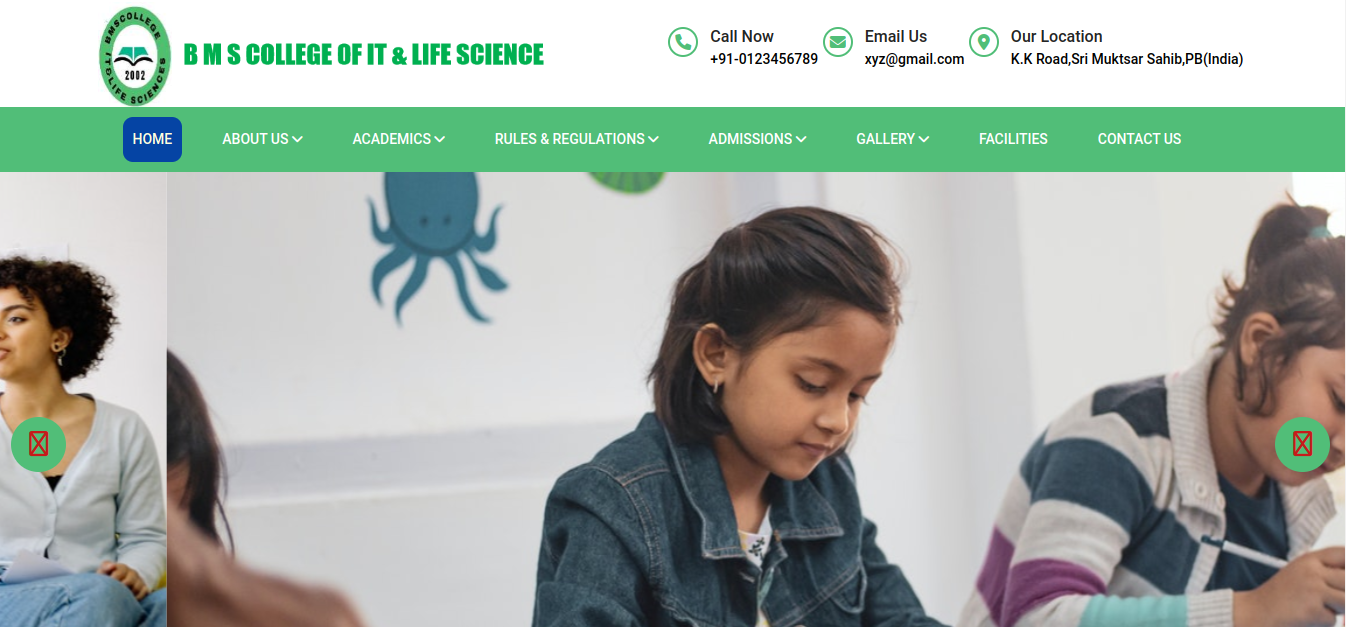 BMSCOLLEGE
IT & LIFE SCIENCES
2002
B M S COLLEGE OF IT & LIFE SCIENCE
Call Now
+91-0123456789
Email Us
xyz@gmail.com
Our Location
K.K Road,Sri Muktsar Sahib,PB(India)
HOME
ABOUT US
ACADEMICS
RULES & REGULATIONS
ADMISSIONS
GALLERY
FACILITIES
CONTACT US